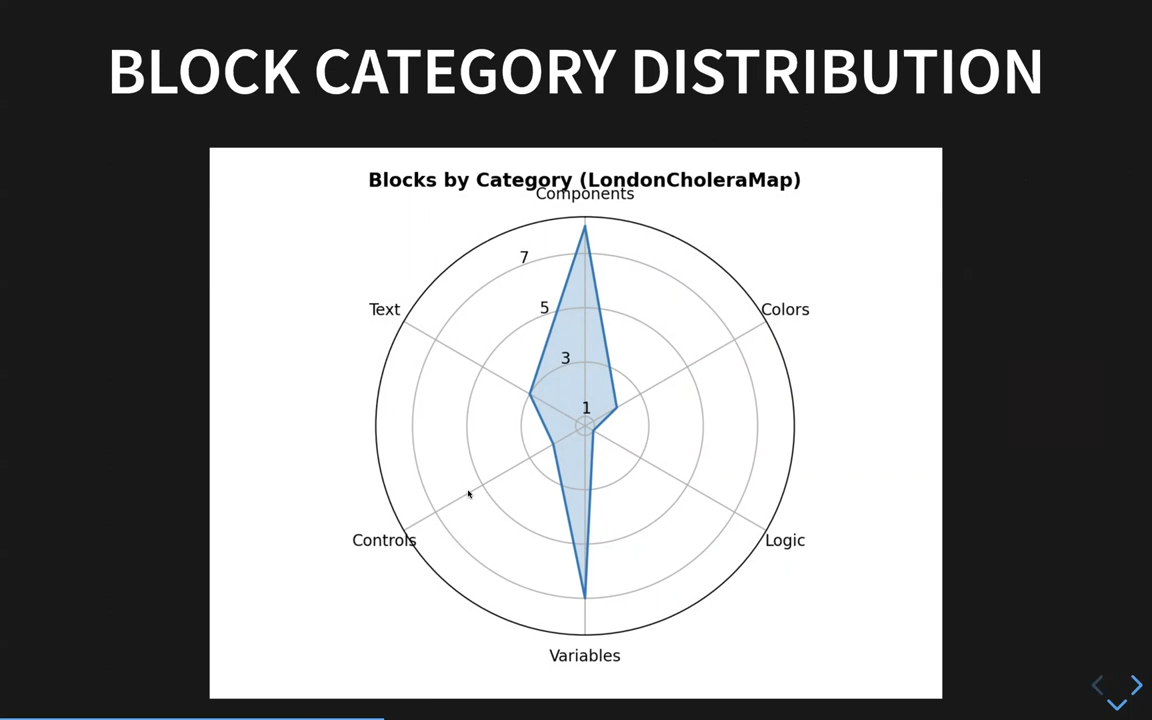 BLOCK CATEGORY DISTRIBUTION
Blocks by Category (LondonCholeraMap)
Components
7
Text
Colors
5
3
1
Controls
Logic
Variables